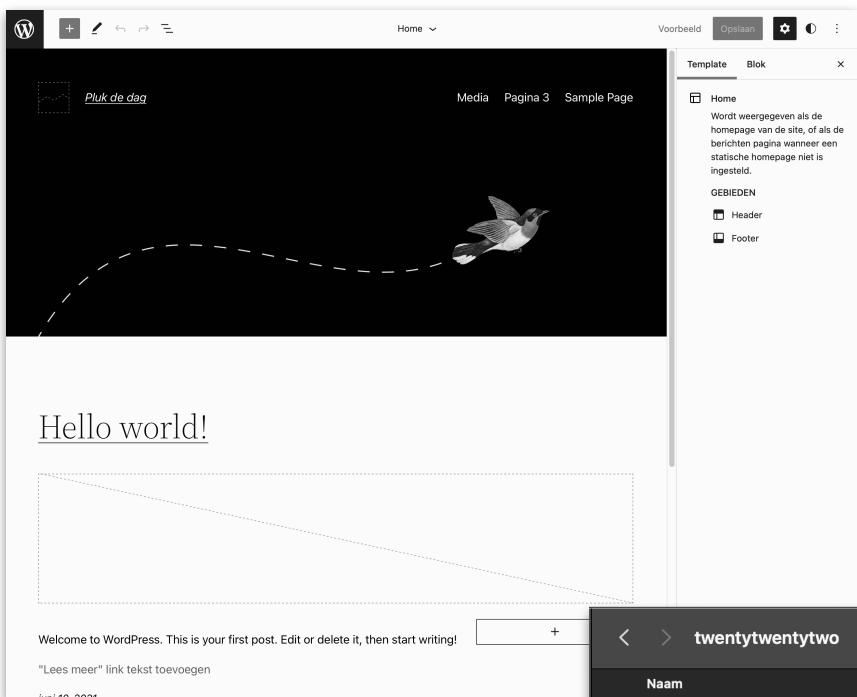 Home
Voorbeeld
Opslaan
Pluk de dag
Media Pagina 3 Sample Page
Template Blok
Home
Wordt weergegeven als de
homepage van de site, of als de
berichten pagina wanneer een
statische homepage niet is
ingesteld.
GEBIEDEN
Header
Footer
Hello world!
Welcome to WordPress. This is your first post. Edit or delete it, then start writing!
"Lees meer" link tekst toevoegen
juni 10, 2021
twentytwentytwo
Naam